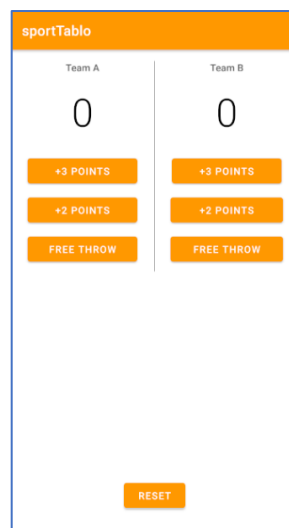 sportTablo
Team A Team B
0 0
+3 POINTS +3 POINTS
+2 POINTS +2 POINTS
FREE THROW FREE THROW
RESET